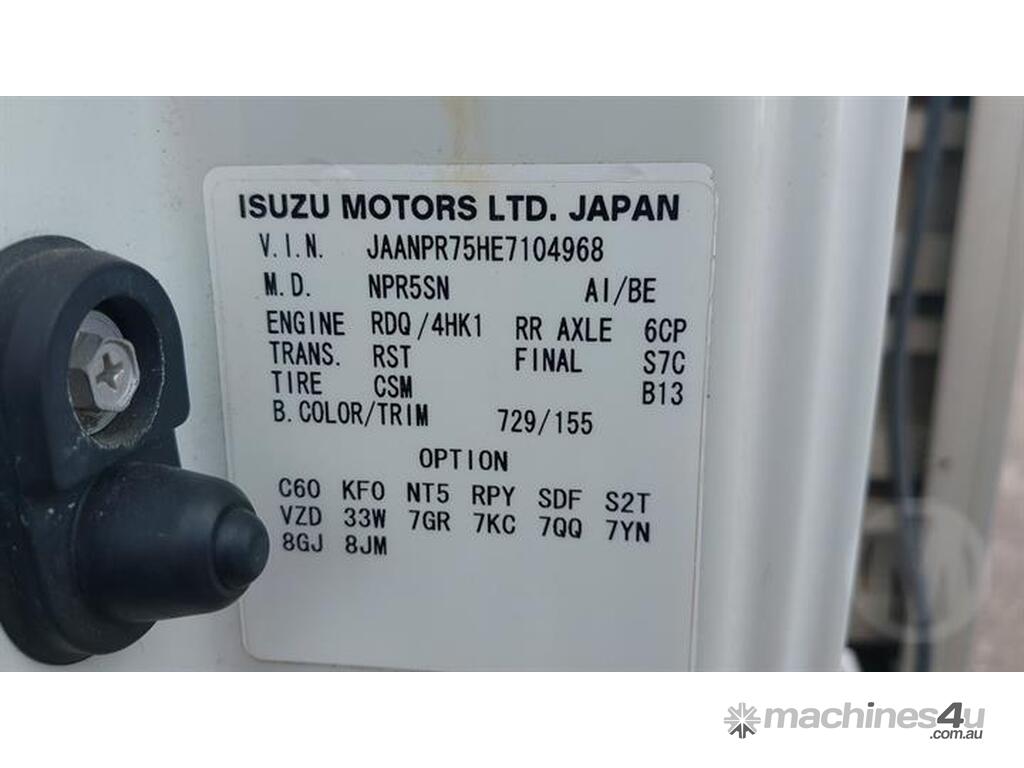 ISUZU MOTORS LTD. JAPAN
V.I.N. JAANPR75HE7104968
M.D. NPR5SN AI/BE
ENGINE RDQ/4HK1 RR AXLE 6CP
TRANS. RST FINAL S7C
TIRE CSM B13
B.COLOR/TRIM 729/155
OPTION
C60 KF0 NT5 RPY SDF S2T
VZD 33W 7GR 7KC 7QQ 7YN
8GJ 8JM
machines4u
.com.au